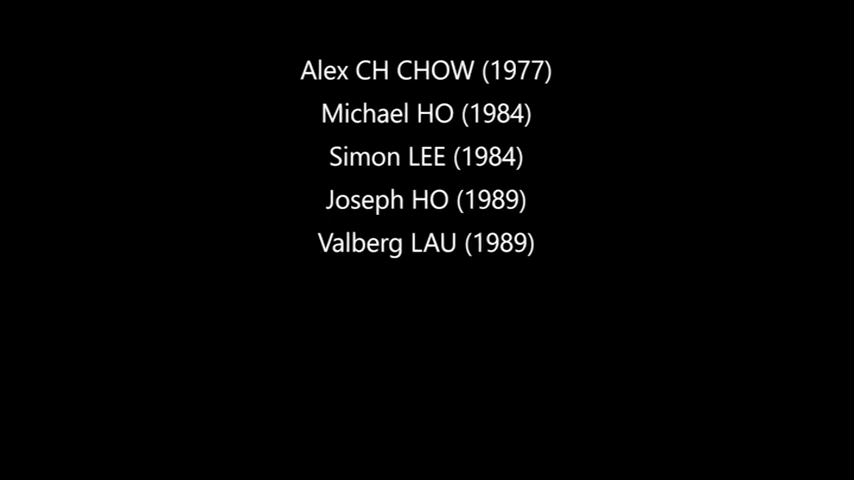 Alex CH CHOW (1977)
Michael HO (1984)
Simon LEE (1984)
Joseph HO (1989)
Valberg LAU (1989)